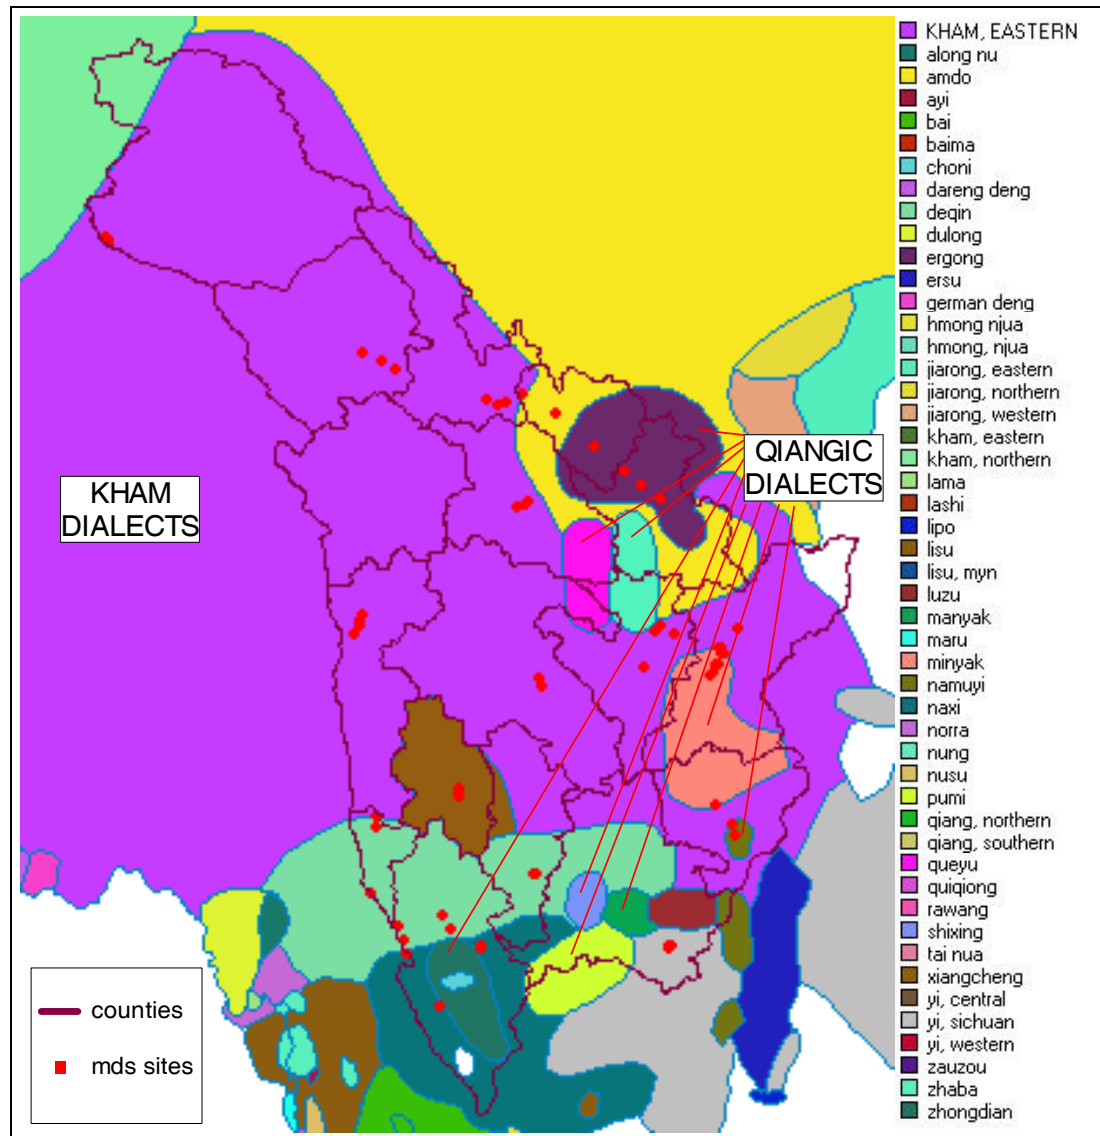 KHAM
DIALECTS
QIANGIC
DIALECTS
counties
mds sites
KHAM, EASTERN
along nu
amdo
ayi
bai
baima
choni
dareng deng
deqin
dulong
ergong
ersu
german deng
hmong njua
hmong, njua
jiarong, eastern
jiarong, northern
jiarong, western
kham, eastern
kham, northern
lama
lashi
lipo
lisu
lisu, myn
luzu
manyak
maru
minyak
namuyi
naxi
norra
nung
nusu
pumi
qiang, northern
qiang, southern
queyu
quiqiong
rawang
shixing
tai nua
xiangcheng
yi, central
yi, sichuan
yi, western
zauzou
zhaba
zhongdian